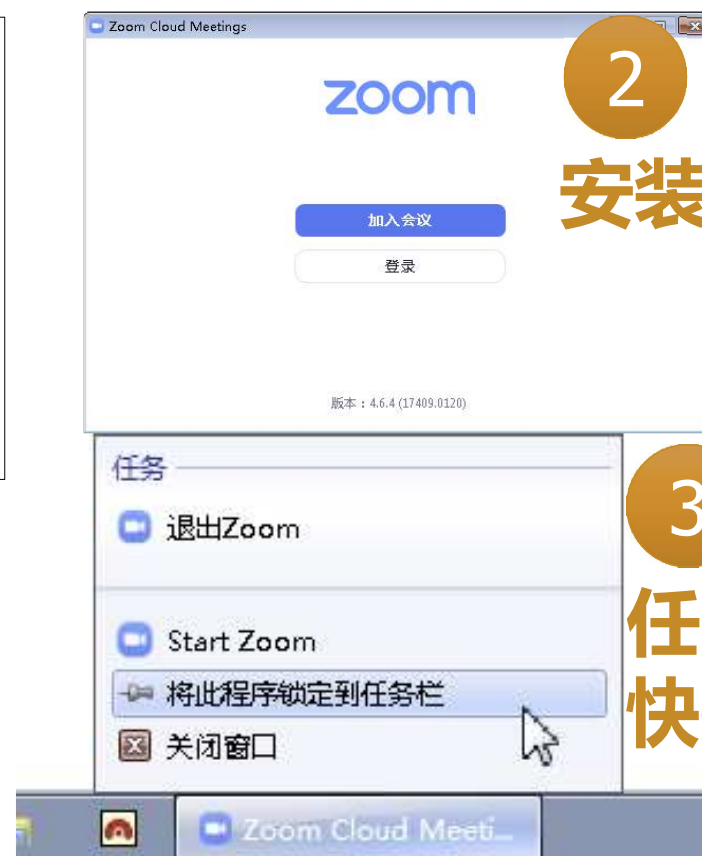 Zoom Cloud Meetings
zoom
2
安装
加入会议
登录
版本：4.6.4 (17409.0120)
任务
3
退出Zoom
任
Start Zoom
将此程序锁定到任务栏
快
关闭窗口
Zoom Cloud Meeti...